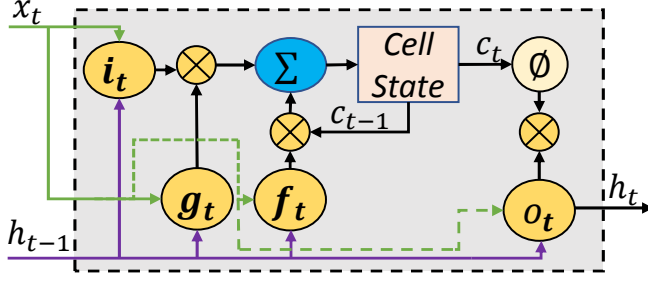 x_t
i_t
Σ
Cell
State
c_t
∅
c_{t−1}
g_t
f_t
o_t
h_t
h_{t−1}